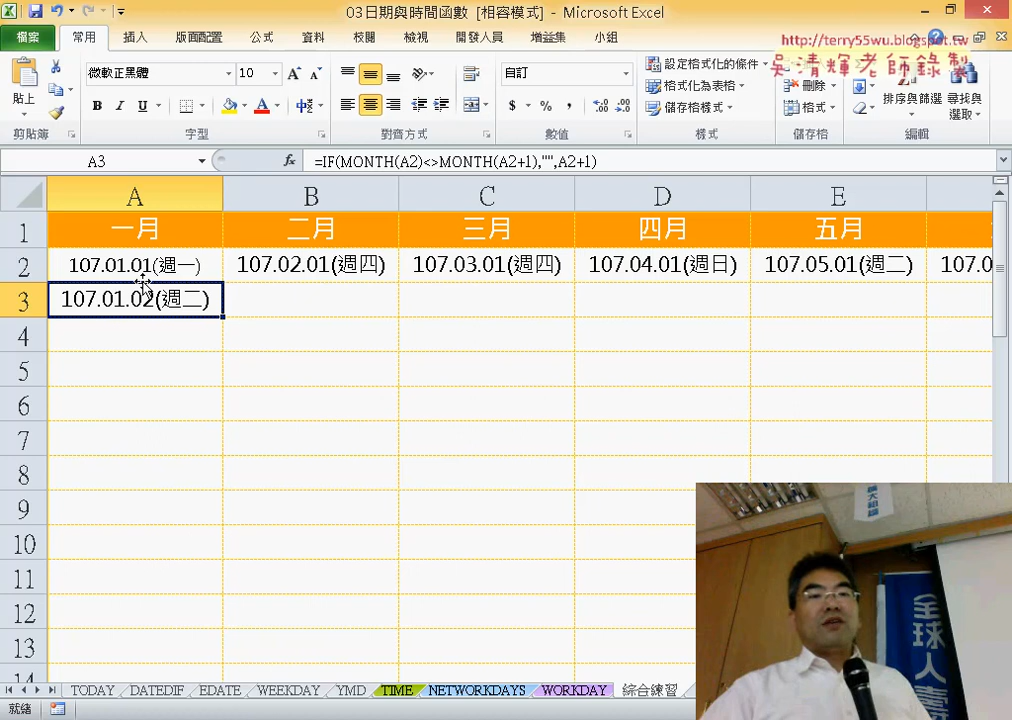 03日期與時間函數 [相容模式] - Microsoft Excel
檔案 常用 插入 版面配置 公式 資料 校閱 檢視 開發人員 增益集 小組
http://terry55wu.blogspot.tw
吳清輝老師錄製
貼上
微軟正黑體 10
B I U
自訂
$ % ,
設定格式化的條件
格式化為表格
儲存格樣式
刪除
格式
排序與篩選 尋找與
選取
剪貼簿 字型 對齊方式 數值 樣式 儲存格 編輯
A3 fx =IF(MONTH(A2)<>MONTH(A2+1),"",A2+1)
A B C D E
1 一月 二月 三月 四月 五月
2 107.01.01(週一) 107.02.01(週四) 107.03.01(週四) 107.04.01(週日) 107.05.01(週二) 107.0
3 107.01.02(週二)
4
5
6
7
8
9
10
11
12
13
14
全球人壽
TODAY DATEDIF EDATE WEEKDAY YMD TIME NETWORKDAYS WORKDAY 綜合練習
就緒